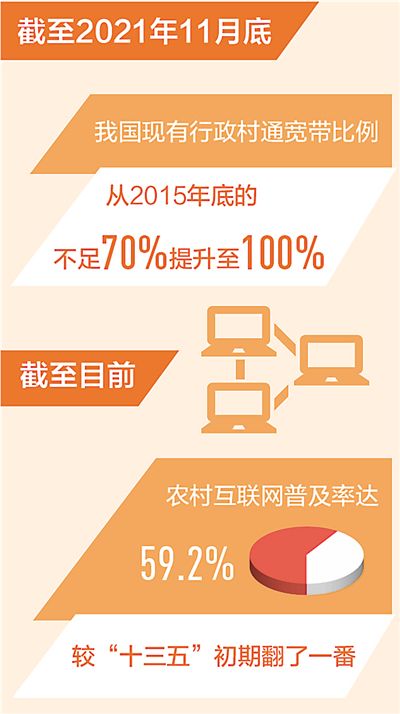 截至2021年11月底
我国现有行政村通宽带比例
从2015年底的
不足70%提升至100%
截至目前
农村互联网普及率达
59.2%
较“十三五”初期翻了一番